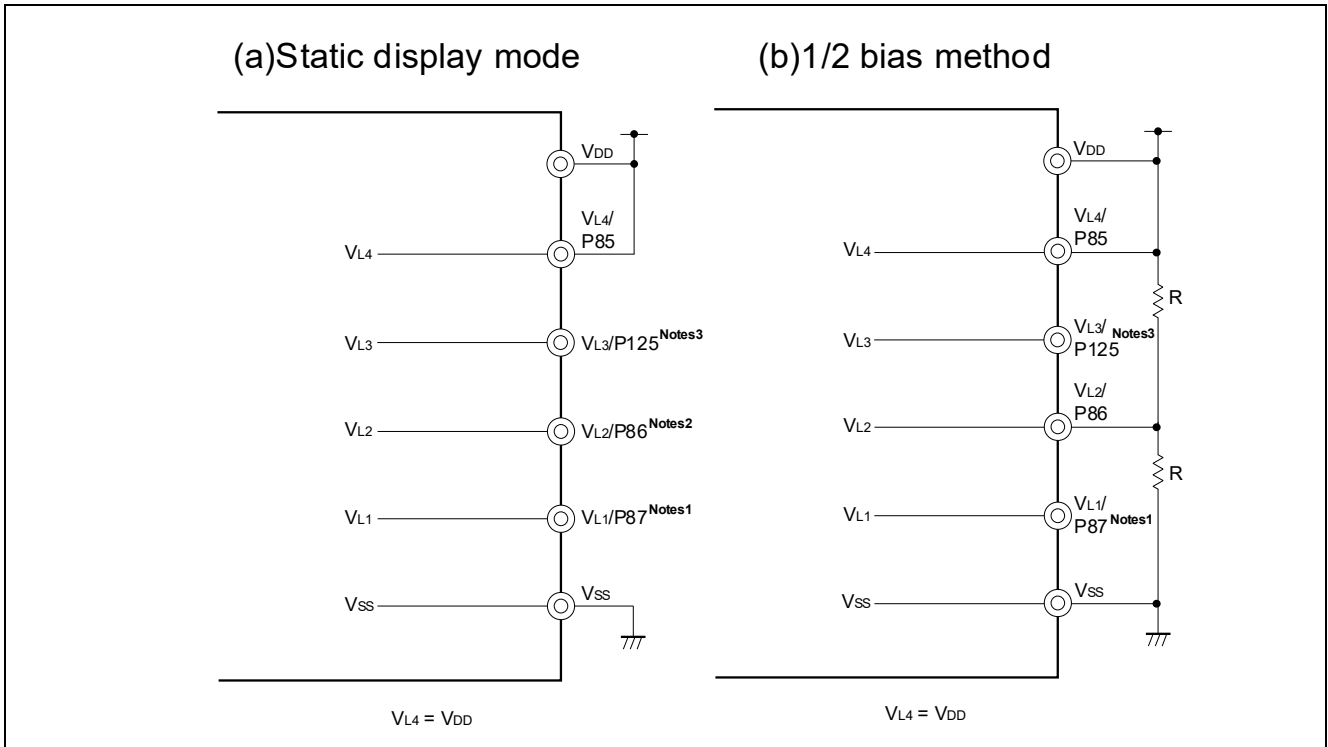 (a)Static display mode
VDD
VL4/
P85
VL4
VL3
VL3/P125Notes3
VL2
VL2/P86Notes2
VL1
VL1/P87Notes1
VSS
VSS
VL4 = VDD
(b)1/2 bias method
VDD
VL4/
P85
VL4
R
VL3
VL3/
P125Notes3
VL2/
P86
VL2
R
VL1
VL1/
P87Notes1
VSS
VSS
VL4 = VDD